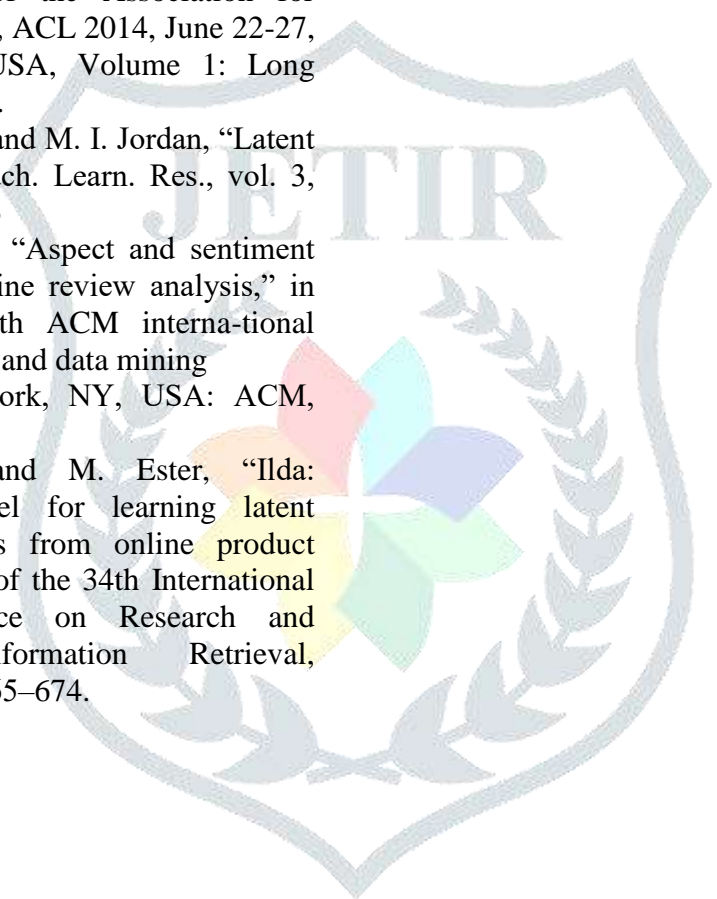 the Association for
, ACL 2014, June 22-27,
USA, Volume 1: Long
.
and M. I. Jordan, “Latent
ch. Learn. Res., vol. 3,
JETIR
“Aspect and sentiment
ine review analysis,” in
th ACM interna-tional
and data mining
ork, NY, USA: ACM,
and M. Ester, “Ilda:
el for learning latent
s from online product
of the 34th International
ce on Research and
nformation Retrieval,
5–674.